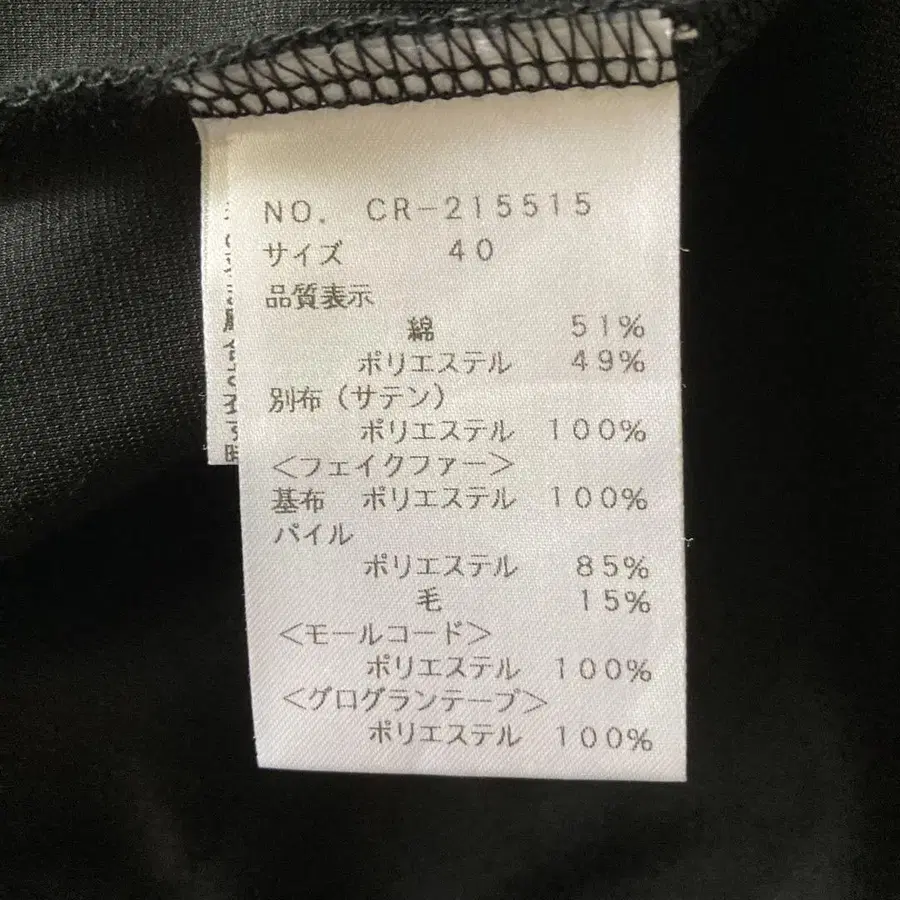 NO. CR-215515
サイズ 40
品質表示
綿 51%
ポリエステル 49%
別布(サテン)
ポリエステル 100%
<フェイクファー>
基布 ポリエステル 100%
パイル
ポリエステル 85%
毛 15%
<モールコード>
ポリエステル 100%
<グログランテープ>
ポリエステル 100%